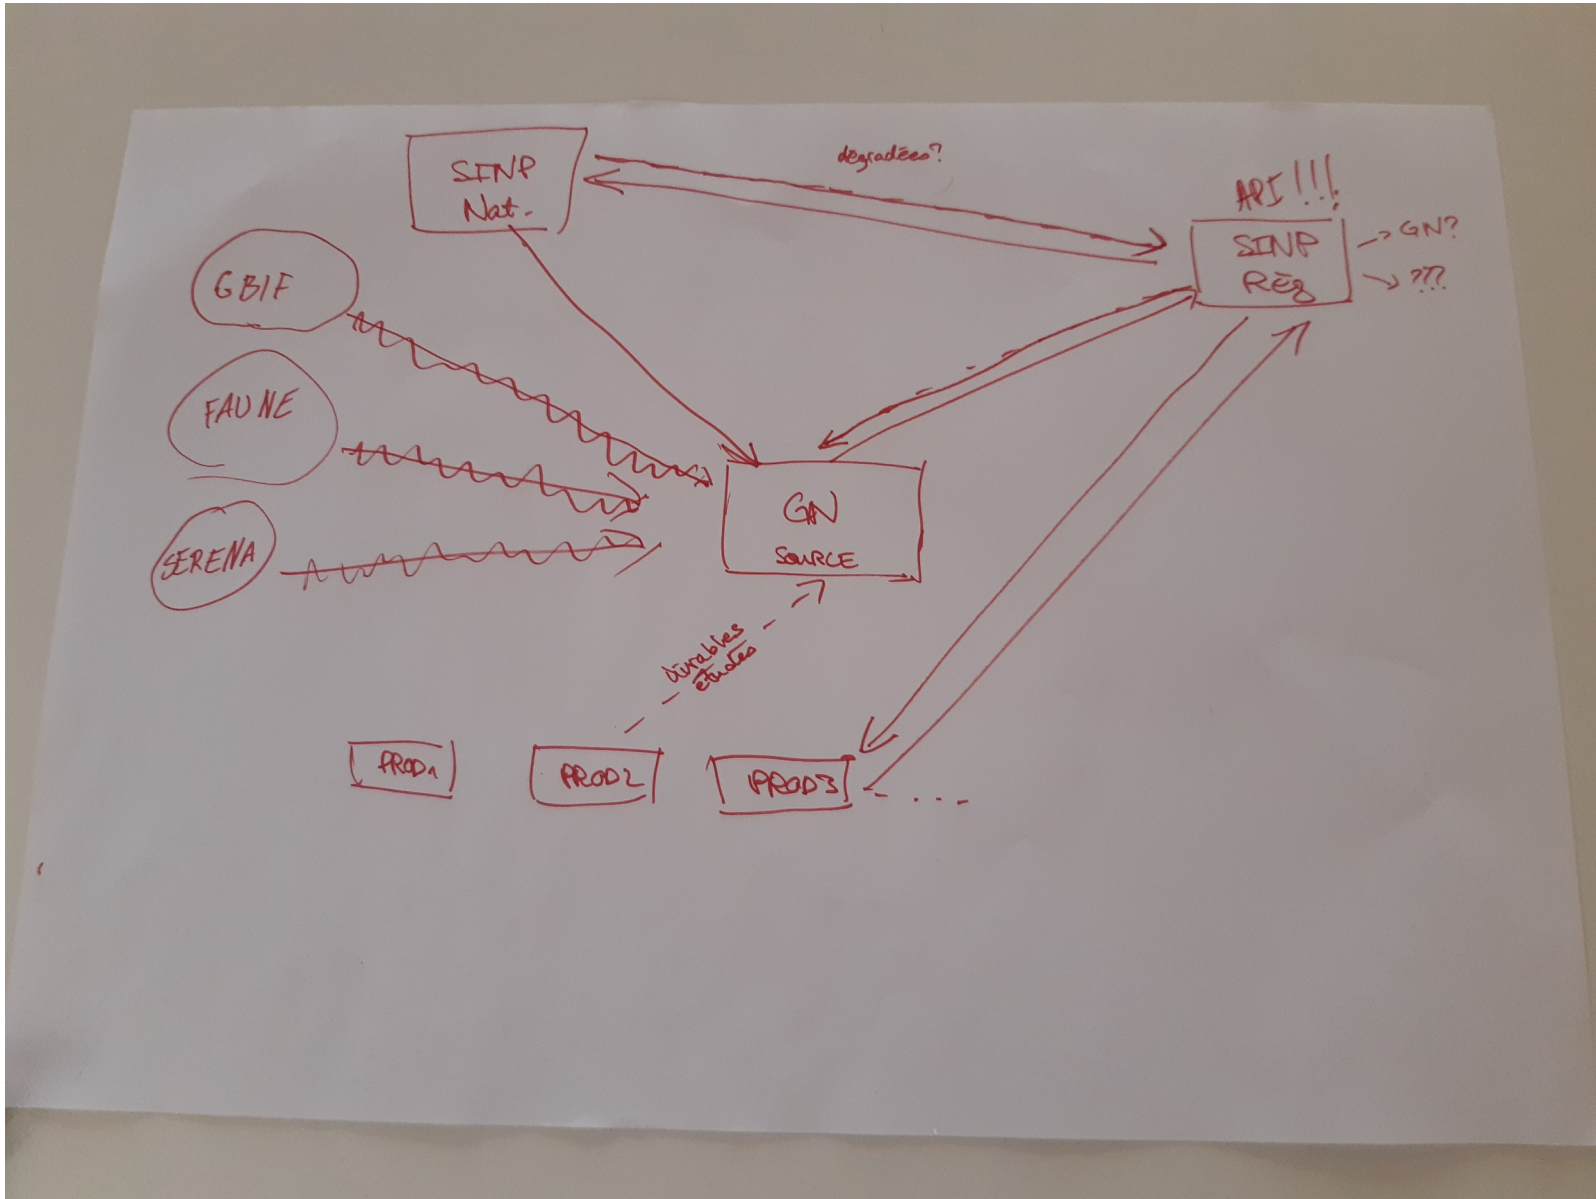 SINP
Nat.
dégradées?
API!!!
SINP
Rég
GN?
???
GBIF
FAUNE
SERENA
GN
SOURCE
Durables
études
PROD1
PROD2
PROD3